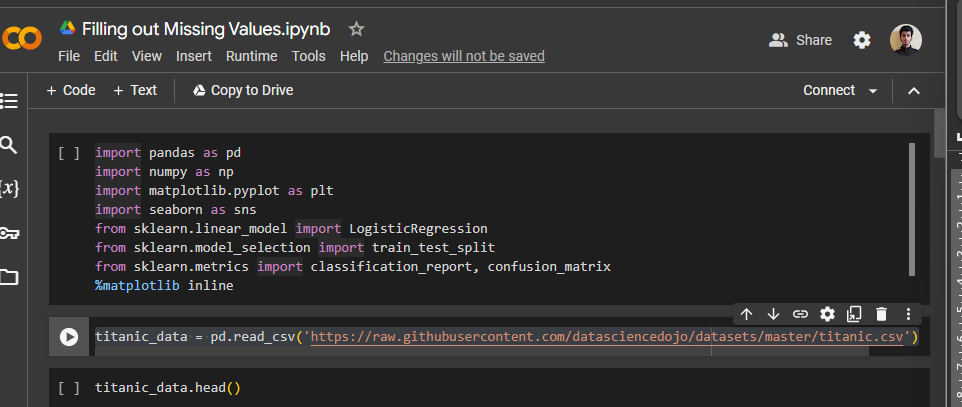 Filling out Missing Values.ipynb
File Edit View Insert Runtime Tools Help Changes will not be saved
Share
+ Code + Text Copy to Drive
Connect
[ ] import pandas as pd
import numpy as np
import matplotlib.pyplot as plt
import seaborn as sns
from sklearn.linear_model import LogisticRegression
from sklearn.model_selection import train_test_split
from sklearn.metrics import classification_report, confusion_matrix
%matplotlib inline
titanic_data = pd.read_csv('https://raw.githubusercontent.com/datasciencedojo/datasets/master/titanic.csv')
[ ] titanic_data.head()
{x}